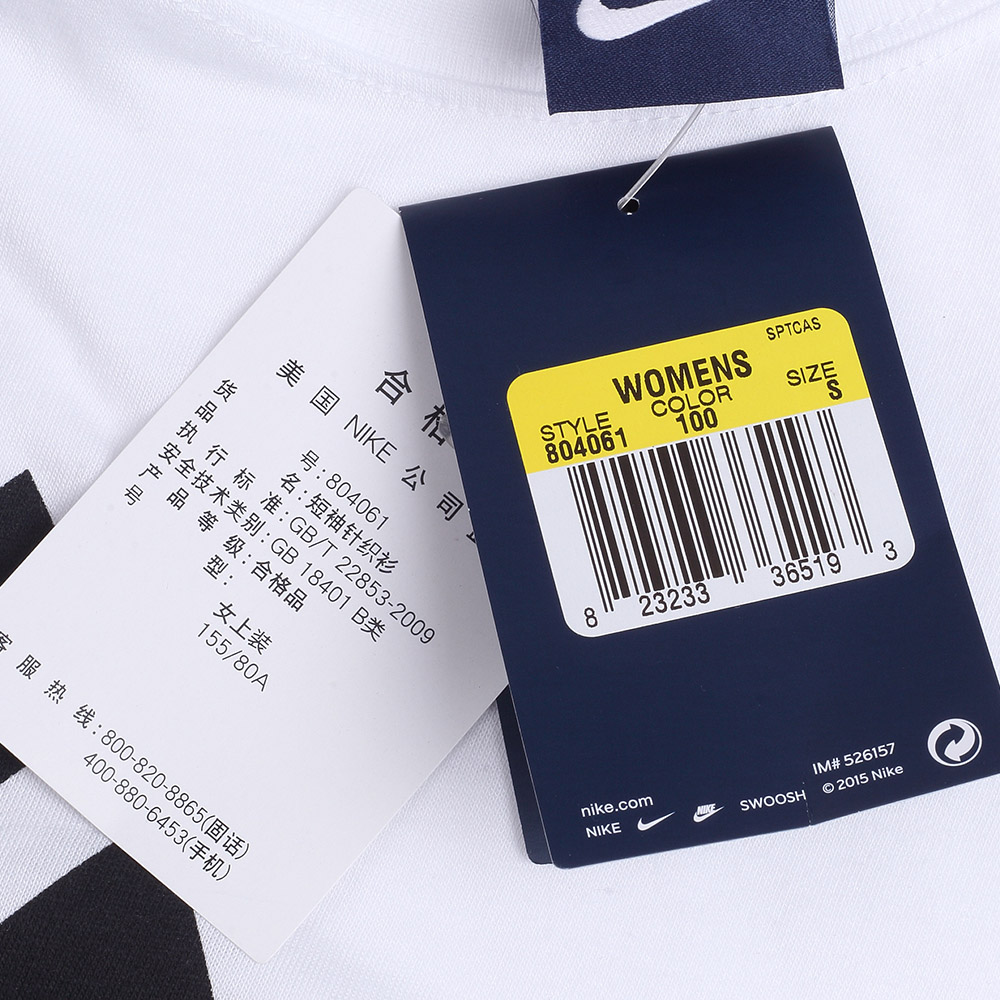 合格
美国 NIKE 公司
货号:804061
品名:短袖针织衫
执行标准:GB/T 22853-2009
安全技术类别:GB 18401 B类
产品等级:合格品
号型:
女上装
155/80A
客服热线:800-820-8865(固话)
400-880-6453(手机)
SPTCAS
WOMENS
STYLE COLOR SIZE
804061 100 S
8 23233 36519 3
IM# 526157
© 2015 Nike
nike.com
NIKE NIKE SWOOSH